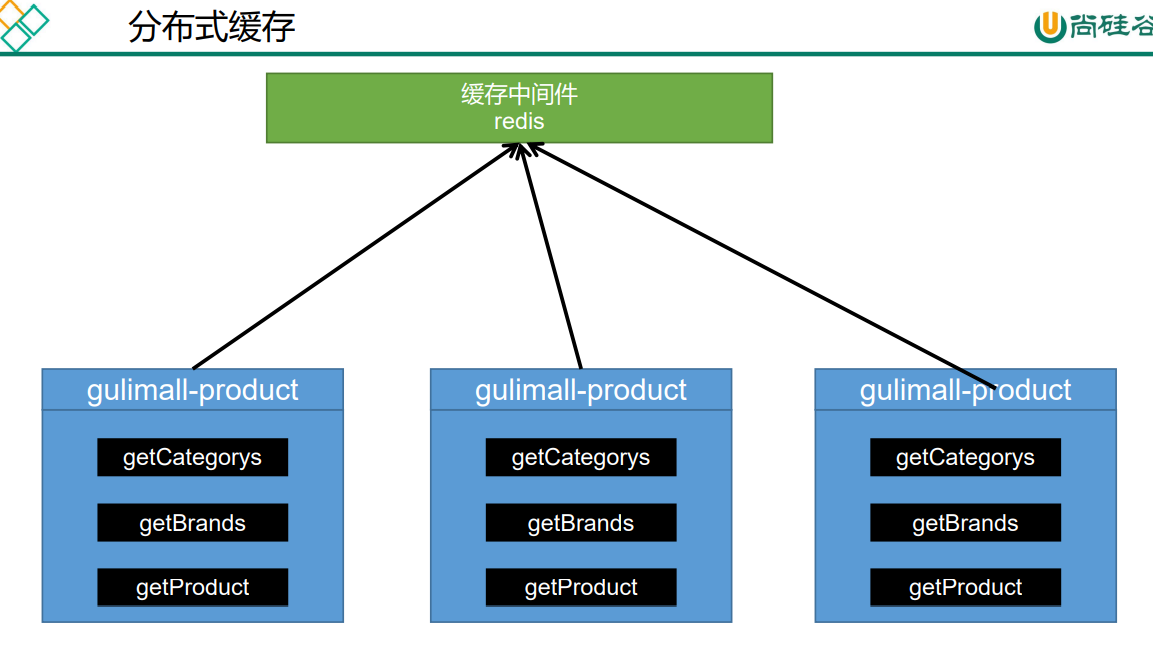 分布式缓存
尚硅谷
缓存中间件
redis
gulimall-product
getCategorys
getBrands
getProduct
gulimall-product
getCategorys
getBrands
getProduct
gulimall-product
getCategorys
getBrands
getProduct